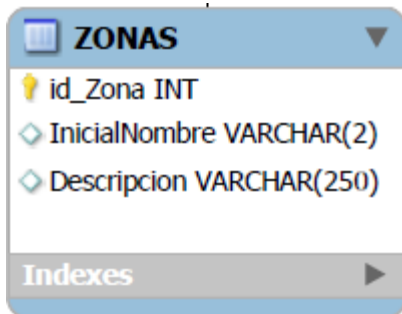 ZONAS
id_Zona INT
InicialNombre VARCHAR(2)
Descripcion VARCHAR(250)
Indexes